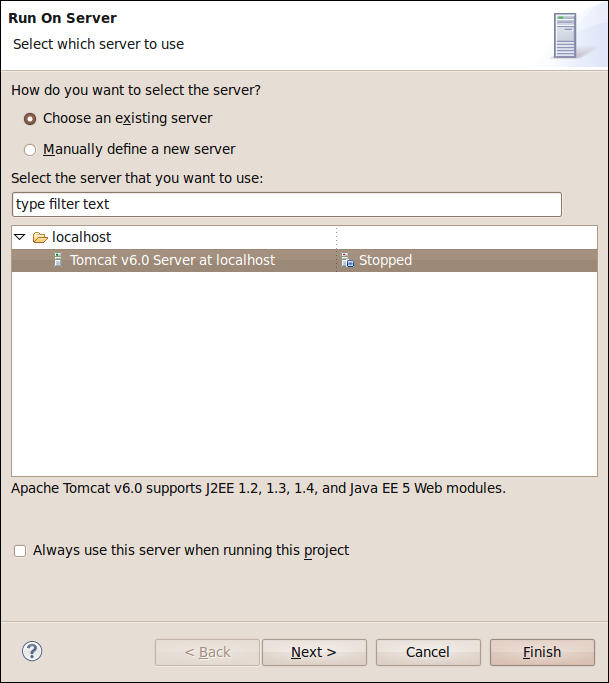 Run On Server
Select which server to use
How do you want to select the server?
Choose an existing server
Manually define a new server
Select the server that you want to use:
type filter text
localhost
Tomcat v6.0 Server at localhost Stopped
Apache Tomcat v6.0 supports J2EE 1.2, 1.3, 1.4, and Java EE 5 Web modules.
Always use this server when running this project
? < Back Next > Cancel Finish